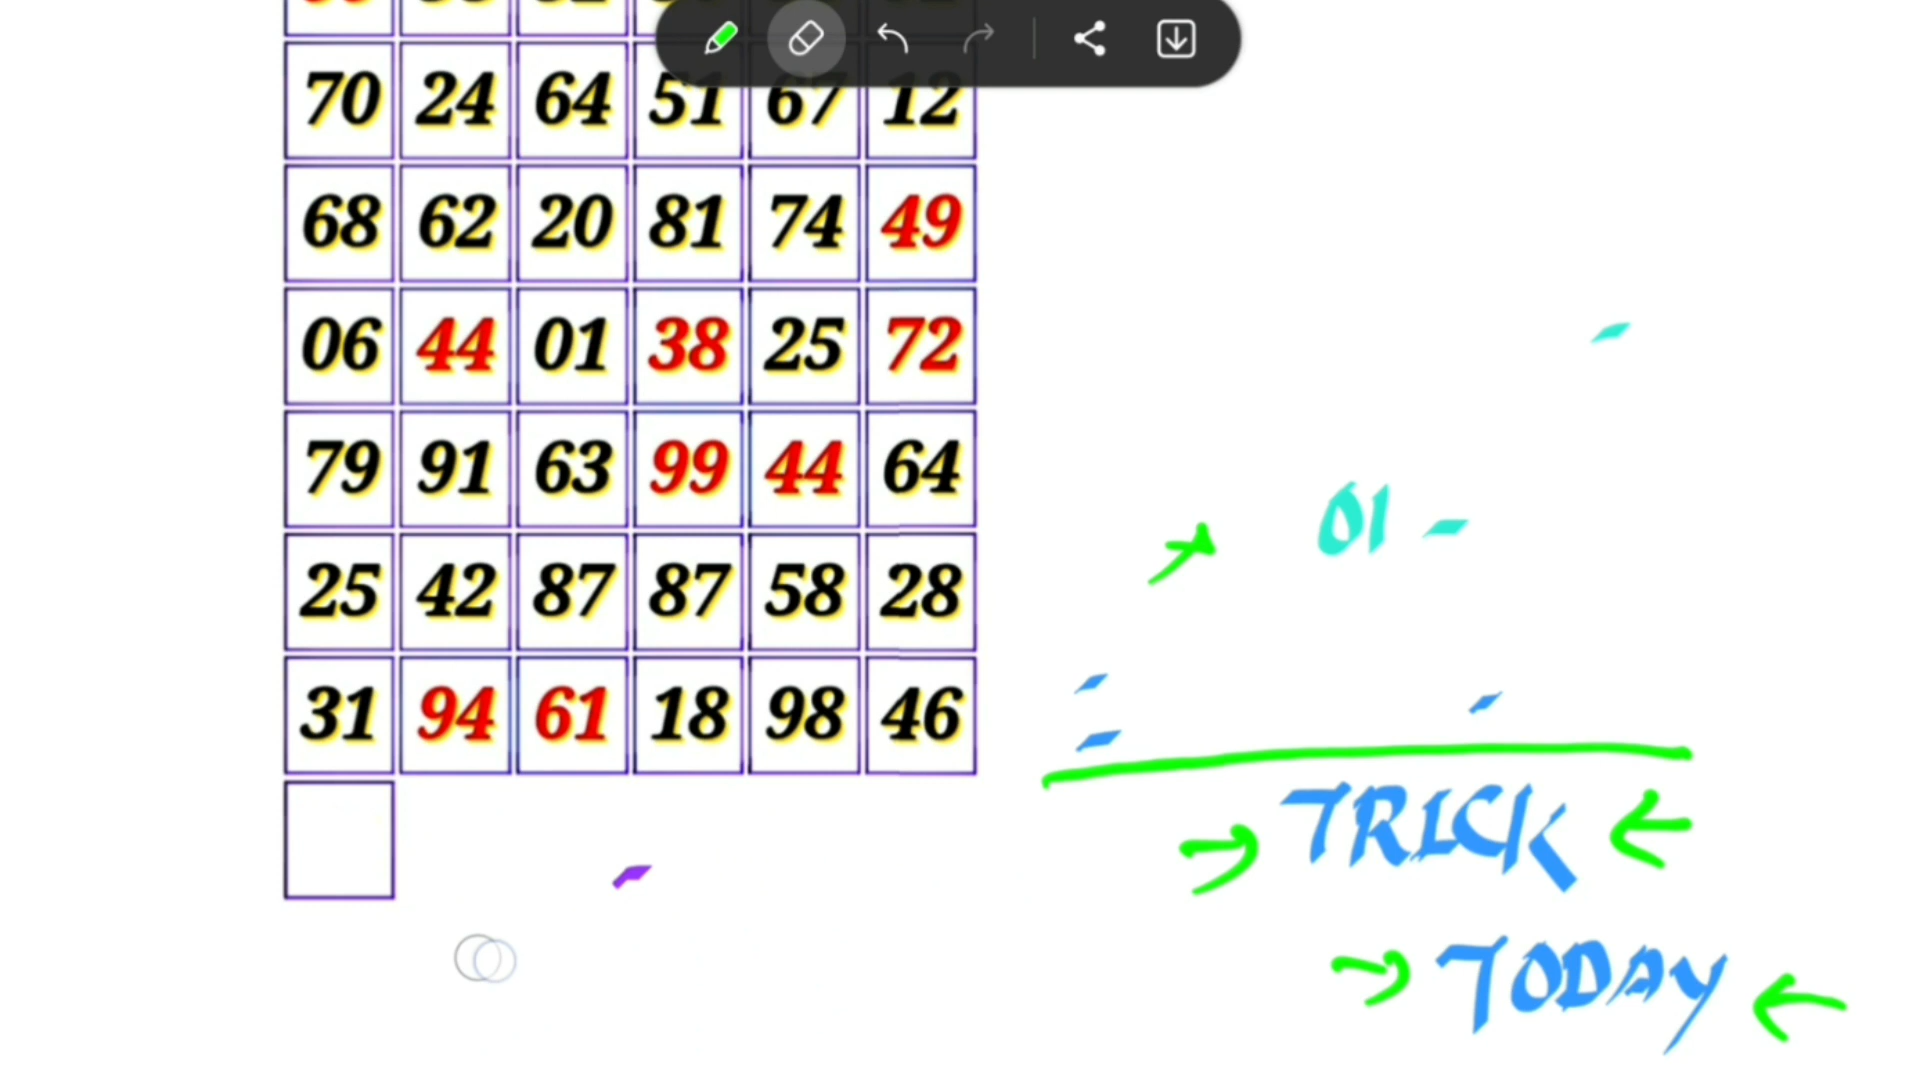 70 24 64 51 67 12
68 62 20 81 74 49
06 44 01 38 25 72
79 91 63 99 44 64
01 -
25 42 87 87 58 28
31 94 61 18 98 46
TRICK
TODAY